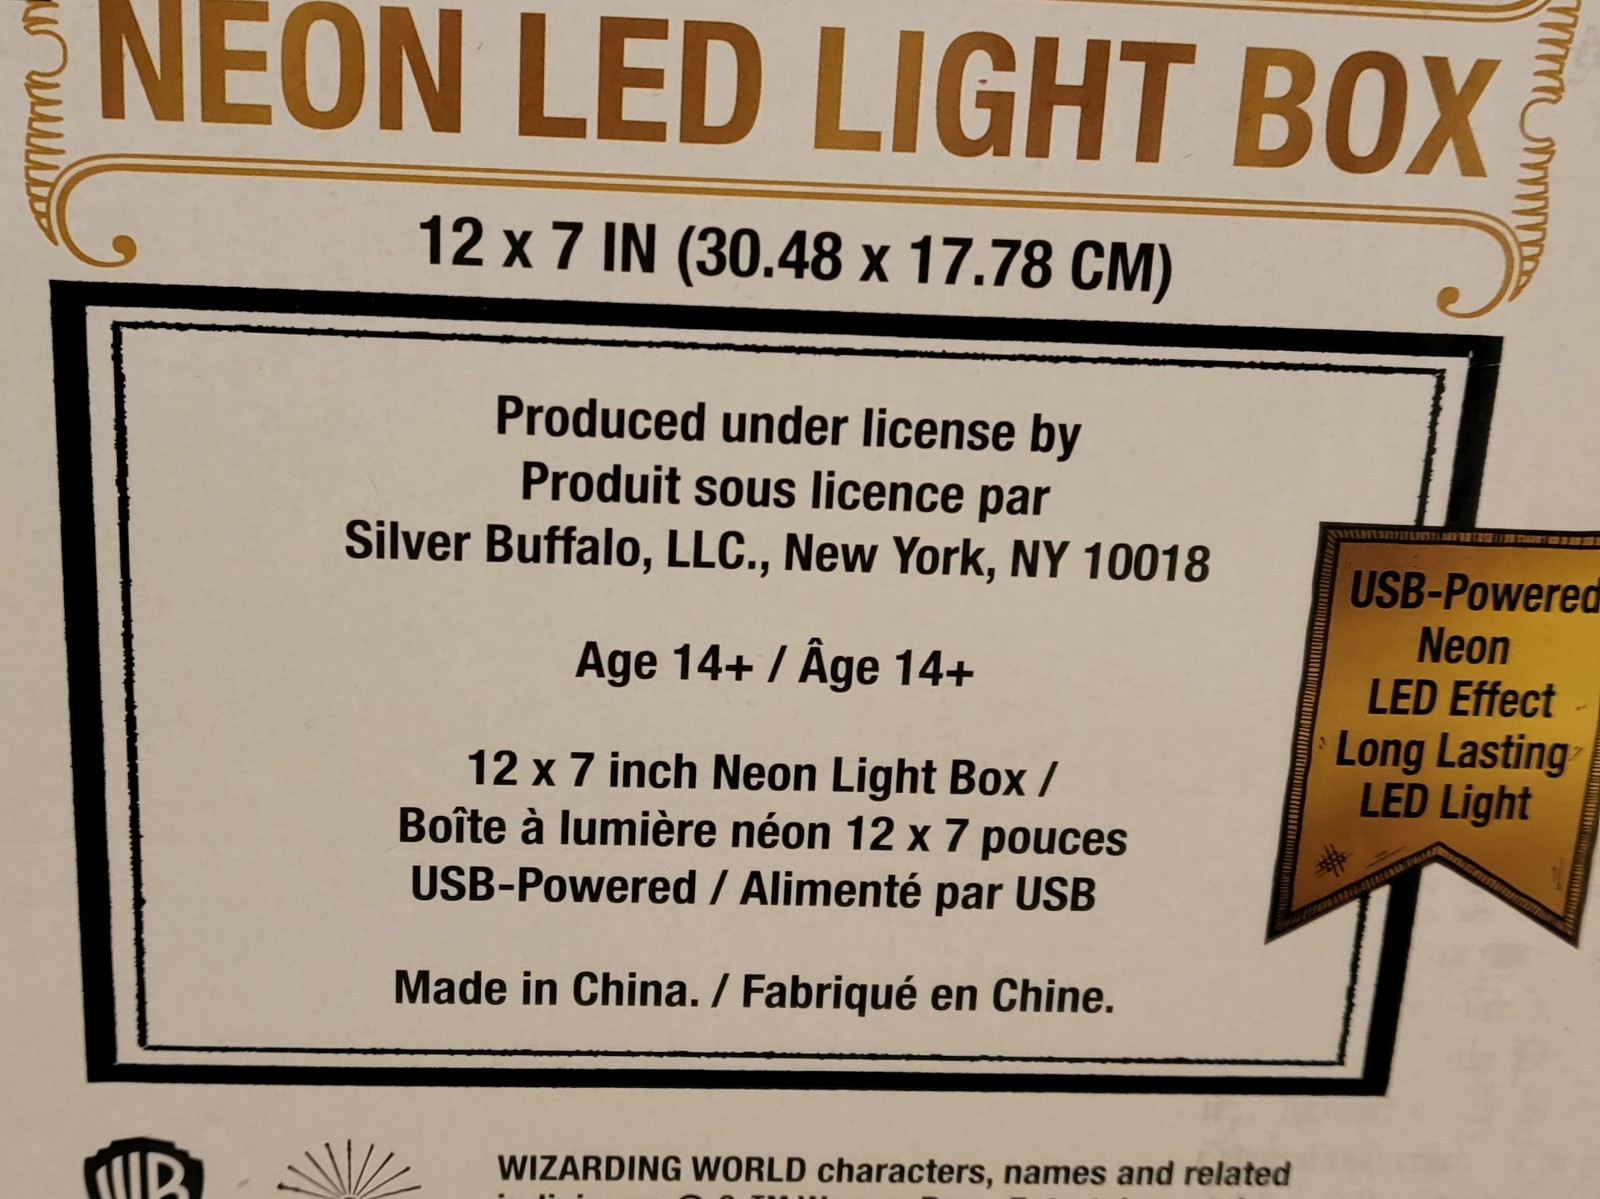 NEON LED LIGHT BOX
12 x 7 IN (30.48 x 17.78 CM)
Produced under license by
Produit sous licence par
Silver Buffalo, LLC., New York, NY 10018
Age 14+ / Âge 14+
12 x 7 inch Neon Light Box /
Boîte à lumière néon 12 x 7 pouces
USB-Powered / Alimenté par USB
Made in China. / Fabriqué en Chine.
USB-Powered
Neon
LED Effect
Long Lasting
LED Light
WB
WIZARDING WORLD characters, names and related